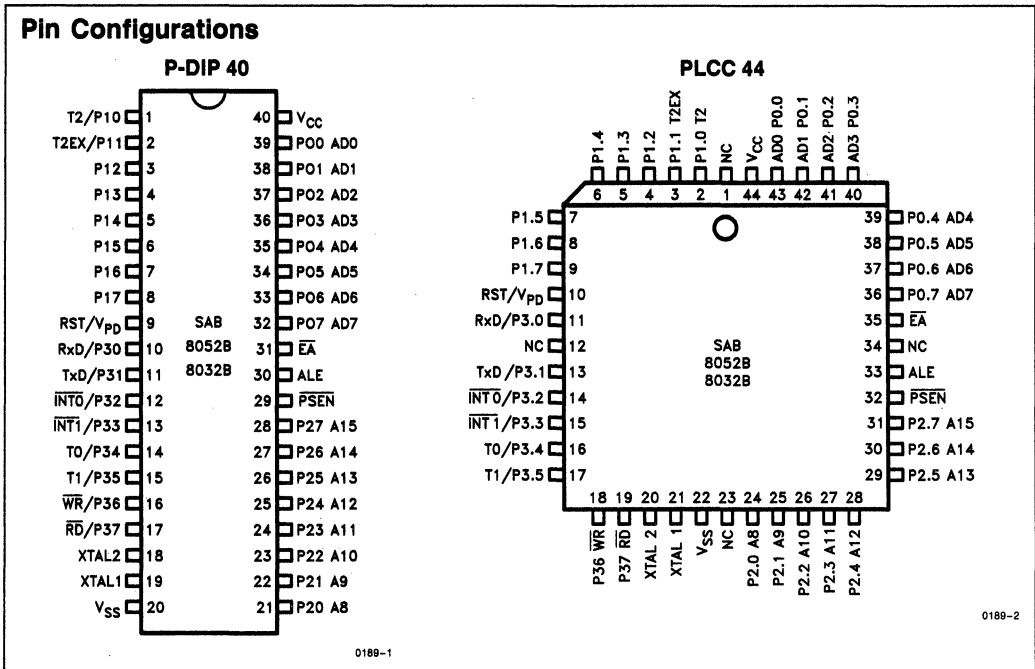 Pin Configurations
P-DIP 40
T2/P10 1 40 VCC
T2EX/P11 2 39 P00 AD0
P12 3 38 P01 AD1
P13 4 37 P02 AD2
P14 5 36 P03 AD3
P15 6 35 P04 AD4
P16 7 34 P05 AD5
P17 8 33 P06 AD6
RST/VPD 9 SAB 32 P07 AD7
RxD/P30 10 8052B 31 E̅A̅
TxD/P31 11 8032B 30 ALE
I̅N̅T̅0̅/P32 12 29 P̅S̅E̅N̅
I̅N̅T̅1̅/P33 13 28 P27 A15
T0/P34 14 27 P26 A14
T1/P35 15 26 P25 A13
W̅R̅/P36 16 25 P24 A12
R̅D̅/P37 17 24 P23 A11
XTAL2 18 23 P22 A10
XTAL1 19 22 P21 A9
VSS 20 21 P20 A8
0189-1
PLCC 44
P1.4
P1.3
P1.2
P1.1 T2EX
P1.0 T2
NC
VCC
AD0 P0.0
AD1 P0.1
AD2 P0.2
AD3 P0.3
6 5 4 3 2 1 44 43 42 41 40
P1.5 7 39 P0.4 AD4
P1.6 8 38 P0.5 AD5
P1.7 9 37 P0.6 AD6
RST/VPD 10 36 P0.7 AD7
RxD/P3.0 11 35 E̅A̅
NC 12 SAB 34 NC
TxD/P3.1 13 8052B 33 ALE
I̅N̅T̅0̅/P3.2 14 8032B 32 P̅S̅E̅N̅
I̅N̅T̅1̅/P3.3 15 31 P2.7 A15
T0/P3.4 16 30 P2.6 A14
T1/P3.5 17 29 P2.5 A13
18 19 20 21 22 23 24 25 26 27 28
P36 W̅R̅
P37 R̅D̅
XTAL 2
XTAL 1
VSS
NC
P2.0 A8
P2.1 A9
P2.2 A10
P2.3 A11
P2.4 A12
0189-2